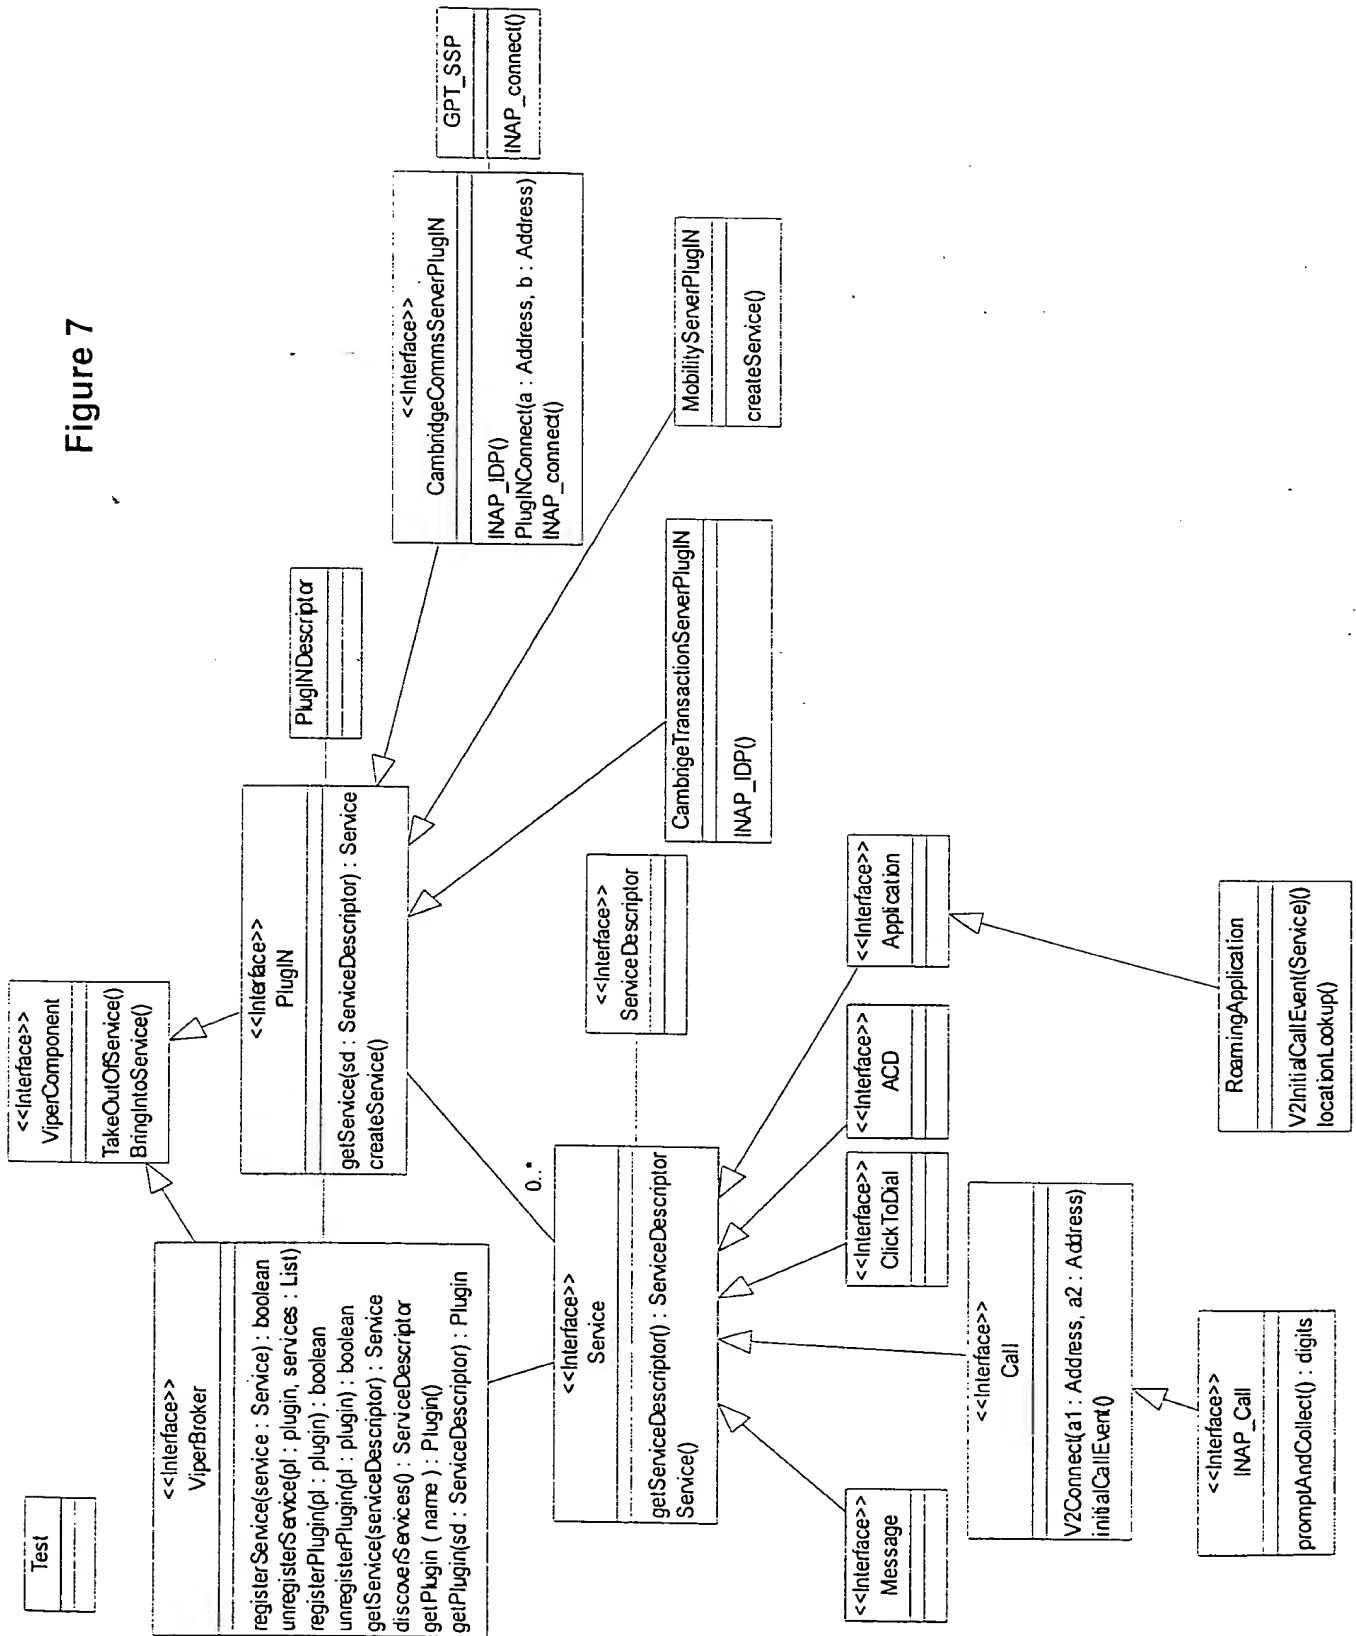 Figure 7
Test
<<Interface>>
ViperComponent
TakeOutOfService()
BringIntoService()
<<Interface>>
ViperBroker
registerService(service : Service) : boolean
unregisterService(pl : plugin, services : List)
registerPlugin(pl : plugin) : boolean
unregisterPlugin(pl : plugin) : boolean
getService(serviceDescriptor) : Service
discoverServices() : ServiceDescriptor
getPlugin ( name ) : Plugin()
getPlugin(sd : ServiceDescriptor) : Plugin
<<Interface>>
PlugIN
getService(sd : ServiceDescriptor) : Service
createService()
PlugINDescriptor
<<Interface>>
CambridgeCommsServerPlugIN
INAP_IDP()
PlugINConnect(a : Address, b : Address)
INAP_connect()
GPT_SSP
INAP_connect()
0..*
<<Interface>>
Service
getServiceDescriptor() : ServiceDescriptor
Service()
<<Interface>>
ServiceDescriptor
CambrigeTransactionServerPlugIN
INAP_IDP()
MobilityServerPlugIN
createService()
<<Interface>>
Message
<<Interface>>
ClickToDial
<<Interface>>
ACD
<<Interface>>
Application
<<Interface>>
Call
V2Connect(a1 : Address, a2 : Address)
initialCallEvent()
<<Interface>>
INAP_Call
promptAndCollect() : digits
RoamingApplication
V2InitialCallEvent(Service)()
locationLookup()